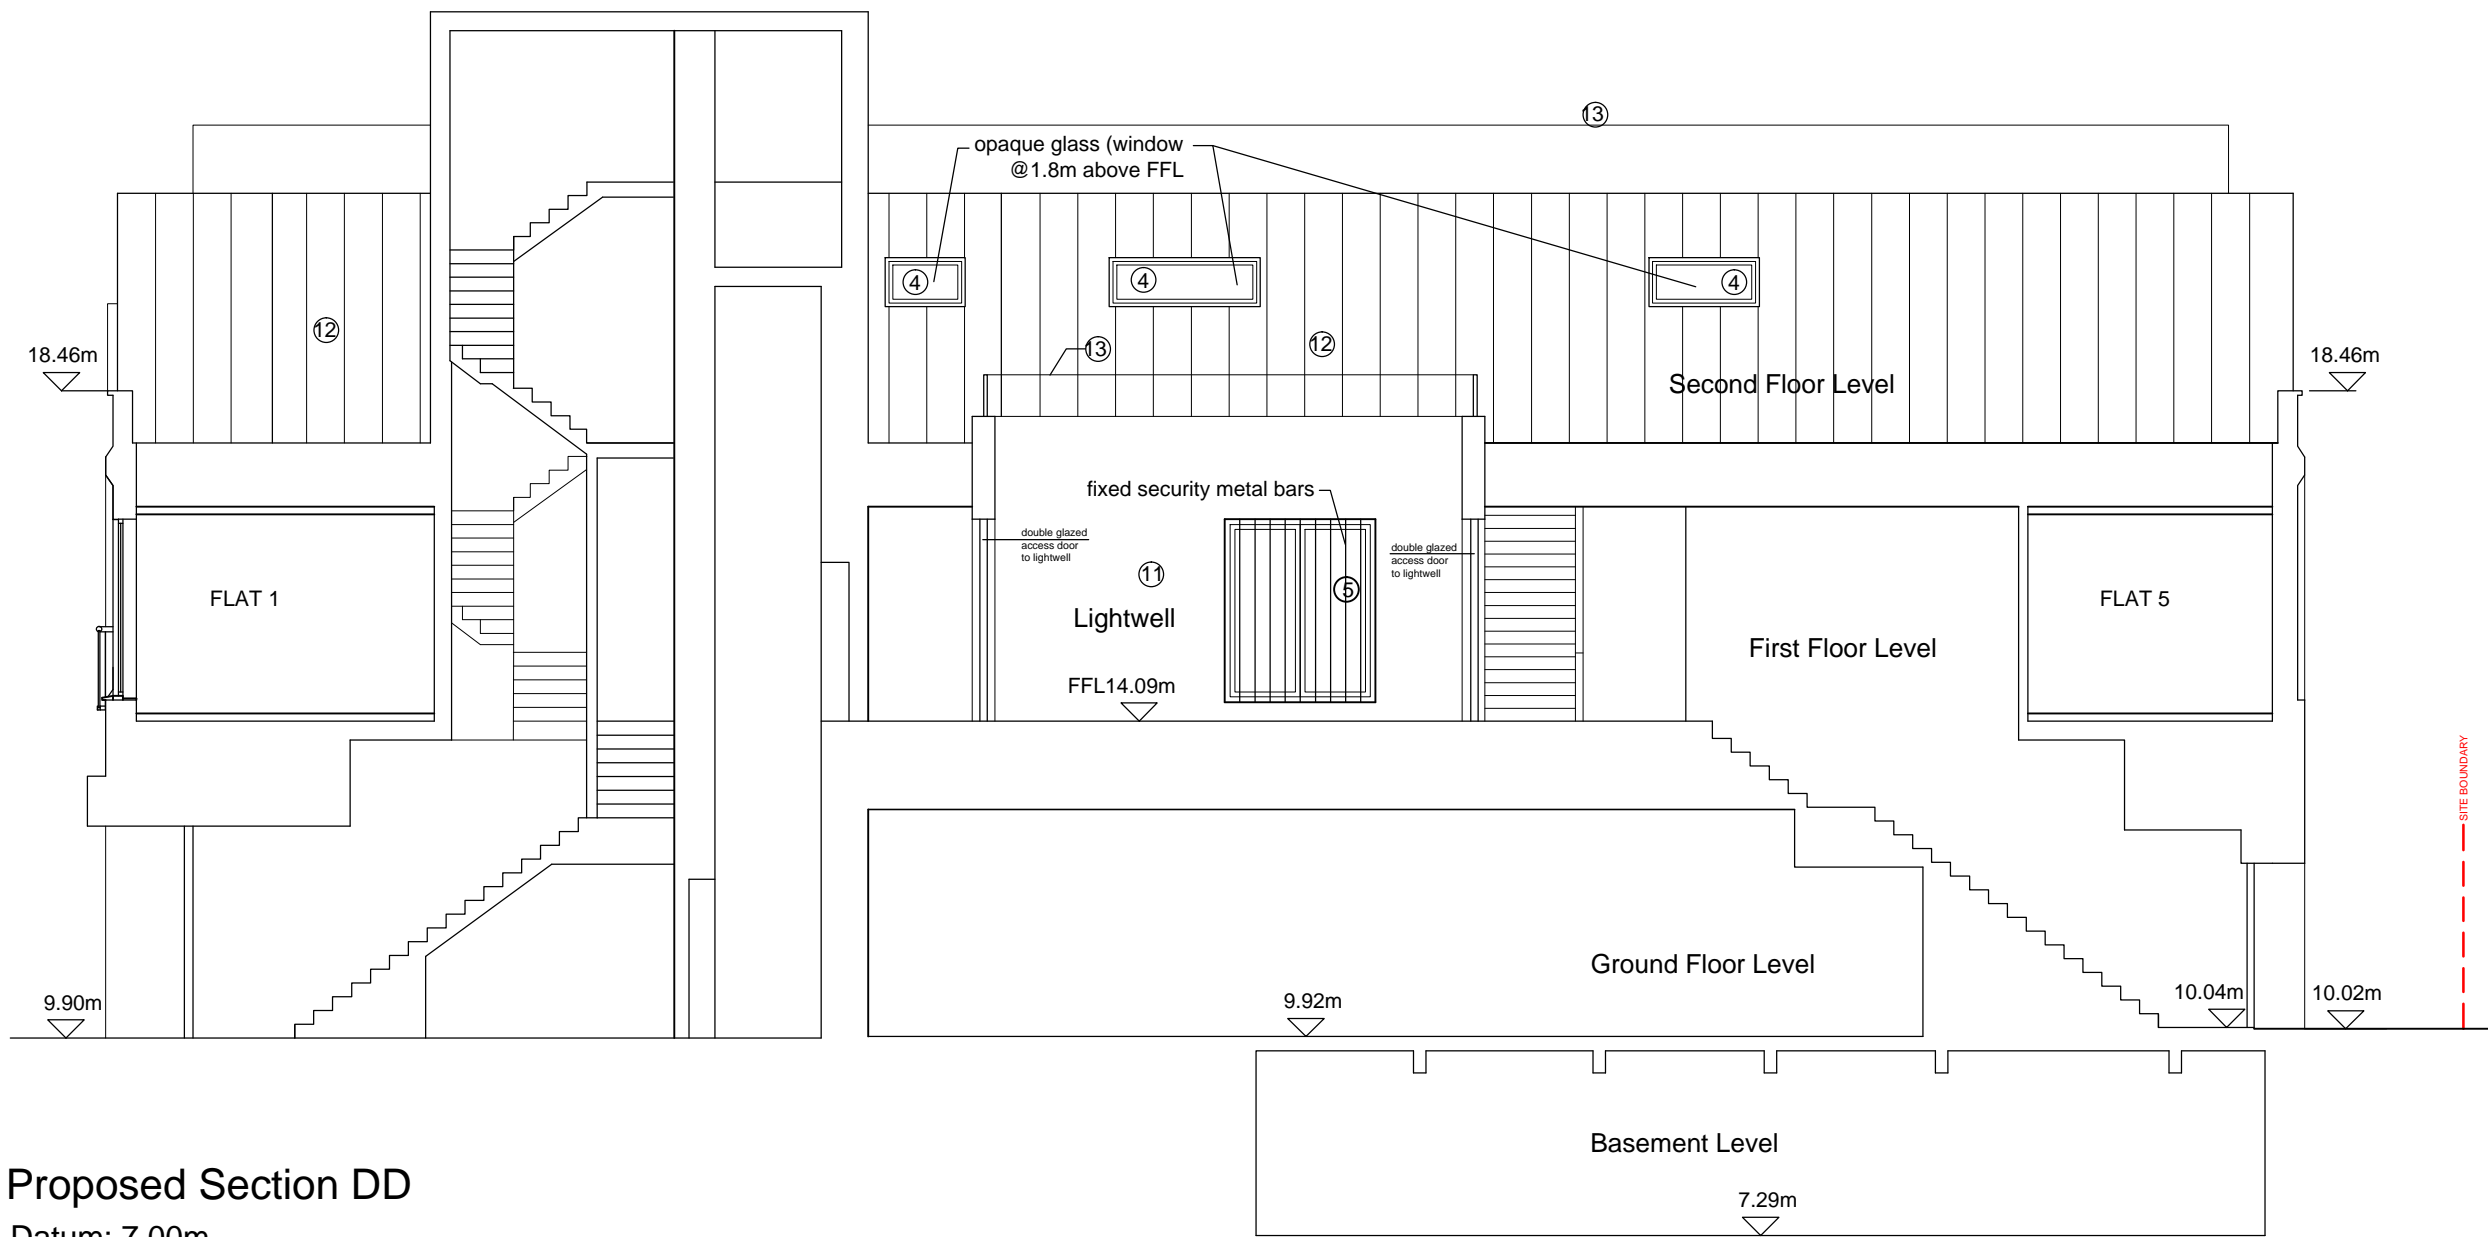 13
opaque glass (window
@1.8m above FFL
4
4
4
12
13
12
18.46m
18.46m
Second Floor Level
fixed security metal bars
double glazed
access door
to lightwell
double glazed
access door
to lightwell
11
5
FLAT 1
FLAT 5
Lightwell
First Floor Level
FFL14.09m
SITE BOUNDARY
Ground Floor Level
9.90m
9.92m
10.04m
10.02m
Basement Level
7.29m
Proposed Section DD
Datum: 7.00m